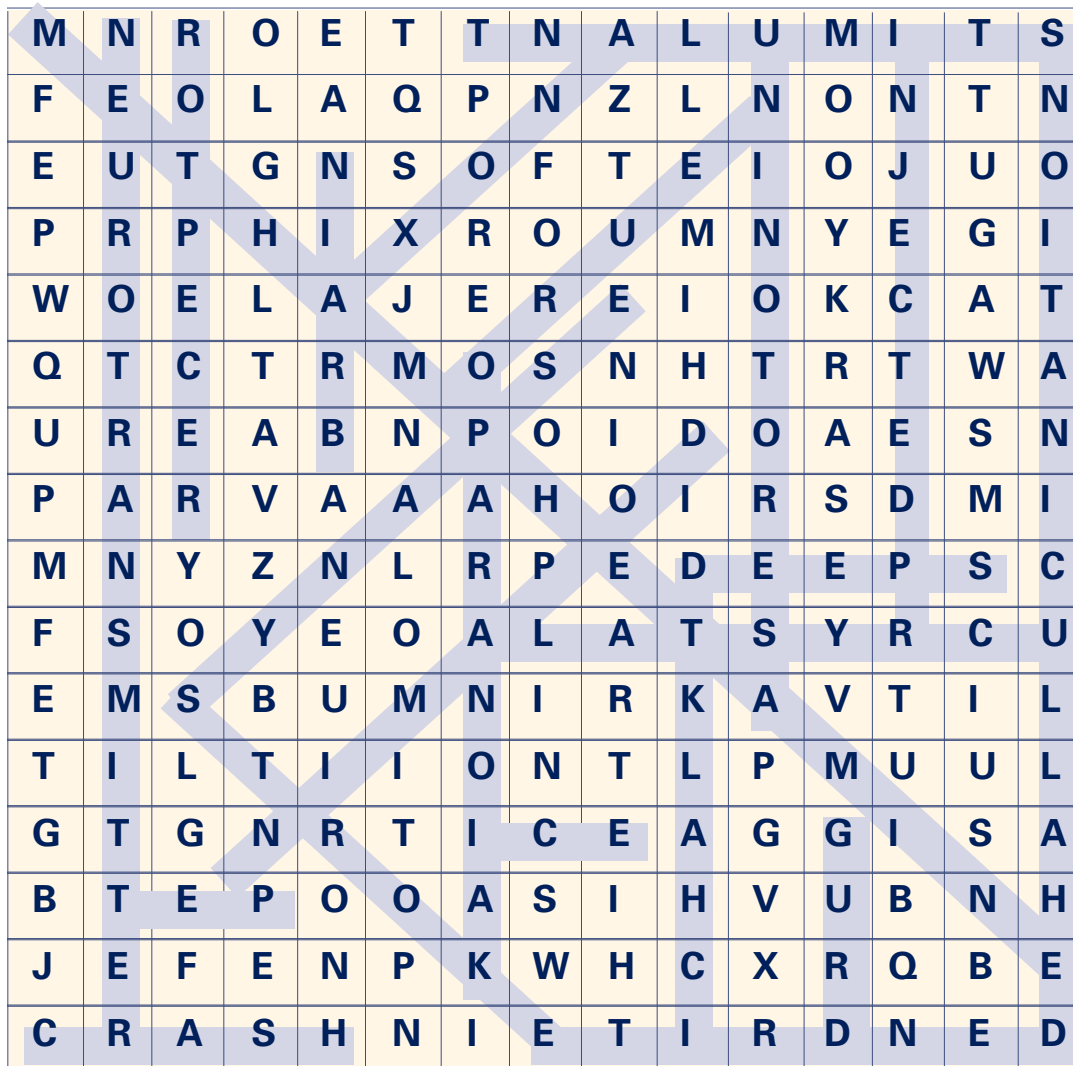 M N R O E T T N A L U M I T S
F E O L A Q P N Z L N O N T N
E U T G N S O F T E I O J U O
P R P H I X R O U M N Y E G I
W O E L A J E R E I O K C A T
Q T C T R M O S N H T R T W A
U R E A B N P O I D O A E S N
P A R V A A A H O I R S D M I
M N Y Z N L R P E D E E P S C
F S O Y E O A L A T S Y R C U
E M S B U M N I R K A V T I L
T I L T I I O N T L P M U U L
G T G N R T I C E A G G I S A
B T E P O O A S I H V U B N H
J E F E N P K W H C X R Q B E
C R A S H N I E T I R D N E D